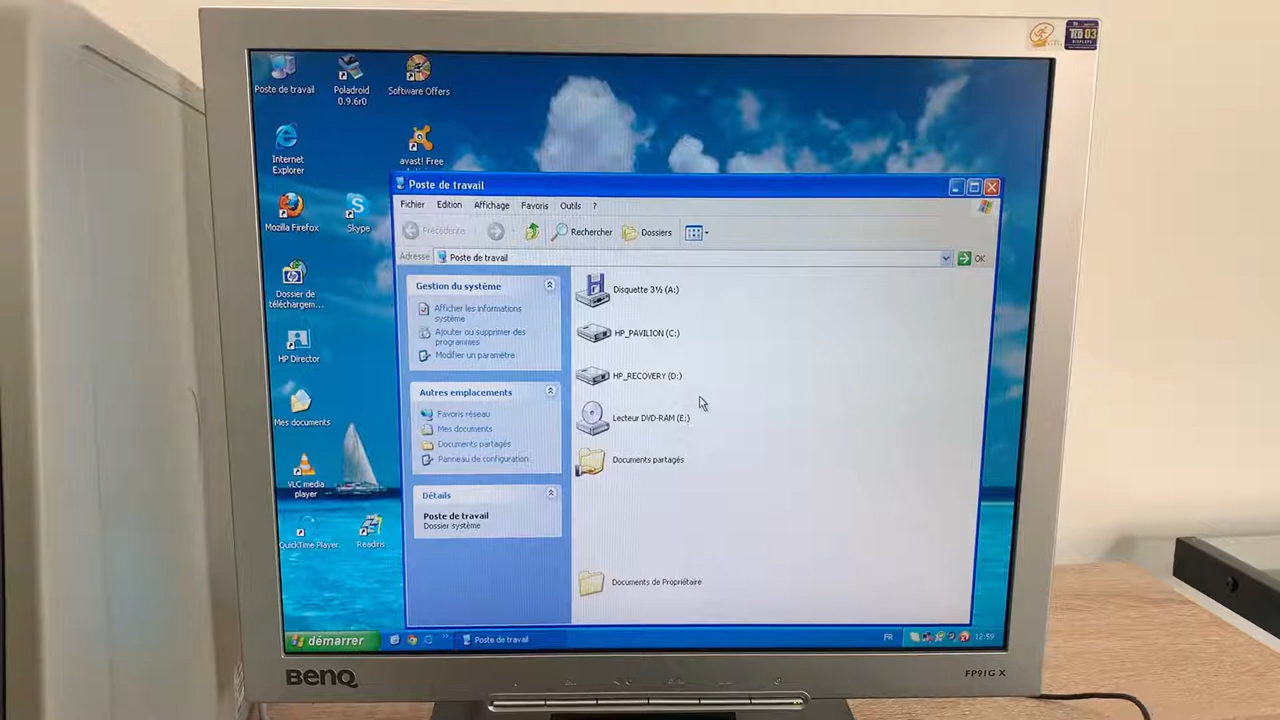 Poste de travail
Poladroid
0.9.6r0
Software Offers
Internet
Explorer
avast! Free
Mozilla Firefox
Skype
Dossier de
téléchargem...
HP Director
Mes documents
VLC media
player
QuickTime Player
Readiris
Poste de travail
Fichier
Edition
Affichage
Favoris
Outils
?
Précédente
Rechercher
Dossiers
Adresse
Poste de travail
OK
Gestion du système
Afficher les informations
système
Ajouter ou supprimer des
programmes
Modifier un paramètre
Autres emplacements
Favoris réseau
Mes documents
Documents partagés
Panneau de configuration
Détails
Poste de travail
Dossier système
Disquette 3½ (A:)
HP_PAVILION (C:)
HP_RECOVERY (D:)
Lecteur DVD-RAM (E:)
Documents partagés
Documents de Propriétaire
démarrer
Poste de travail
FR
12:59
BenQ
FP91G X
TCO 03
DISPLAYS